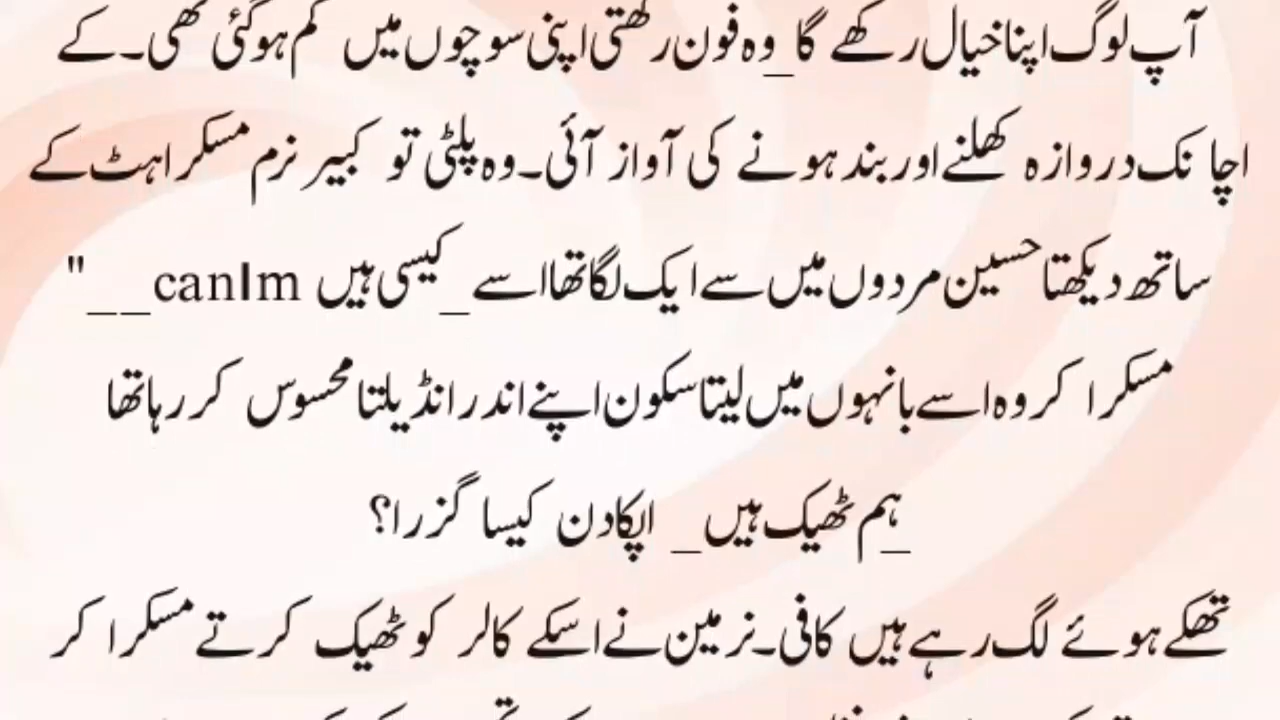 آپ لوگ اپنا خیال رکھے گا_وہ فون رکھتی اپنی سوچوں میں گم ہوگئی تھی۔کے
اچانک دروازہ کھلنے اور بند ہونے کی آواز آئی۔وہ پلٹی تو کبیر نرم مسکراہٹ کے
ساتھ دیکھتا حسین مردوں میں سے ایک لگا تھا اسے_کیسی ہیں canIm__"
مسکرا کر وہ اسے بانہوں میں لیتا سکون اپنے اندر انڈیلتا محسوس کر رہا تھا
_ہم ٹھیک ہیں_ اپکا دن کیسا گزرا؟
تھکے ہوئے لگ رہے ہیں کافی۔نرمین نے اسکے کالر کو ٹھیک کرتے مسکرا کر